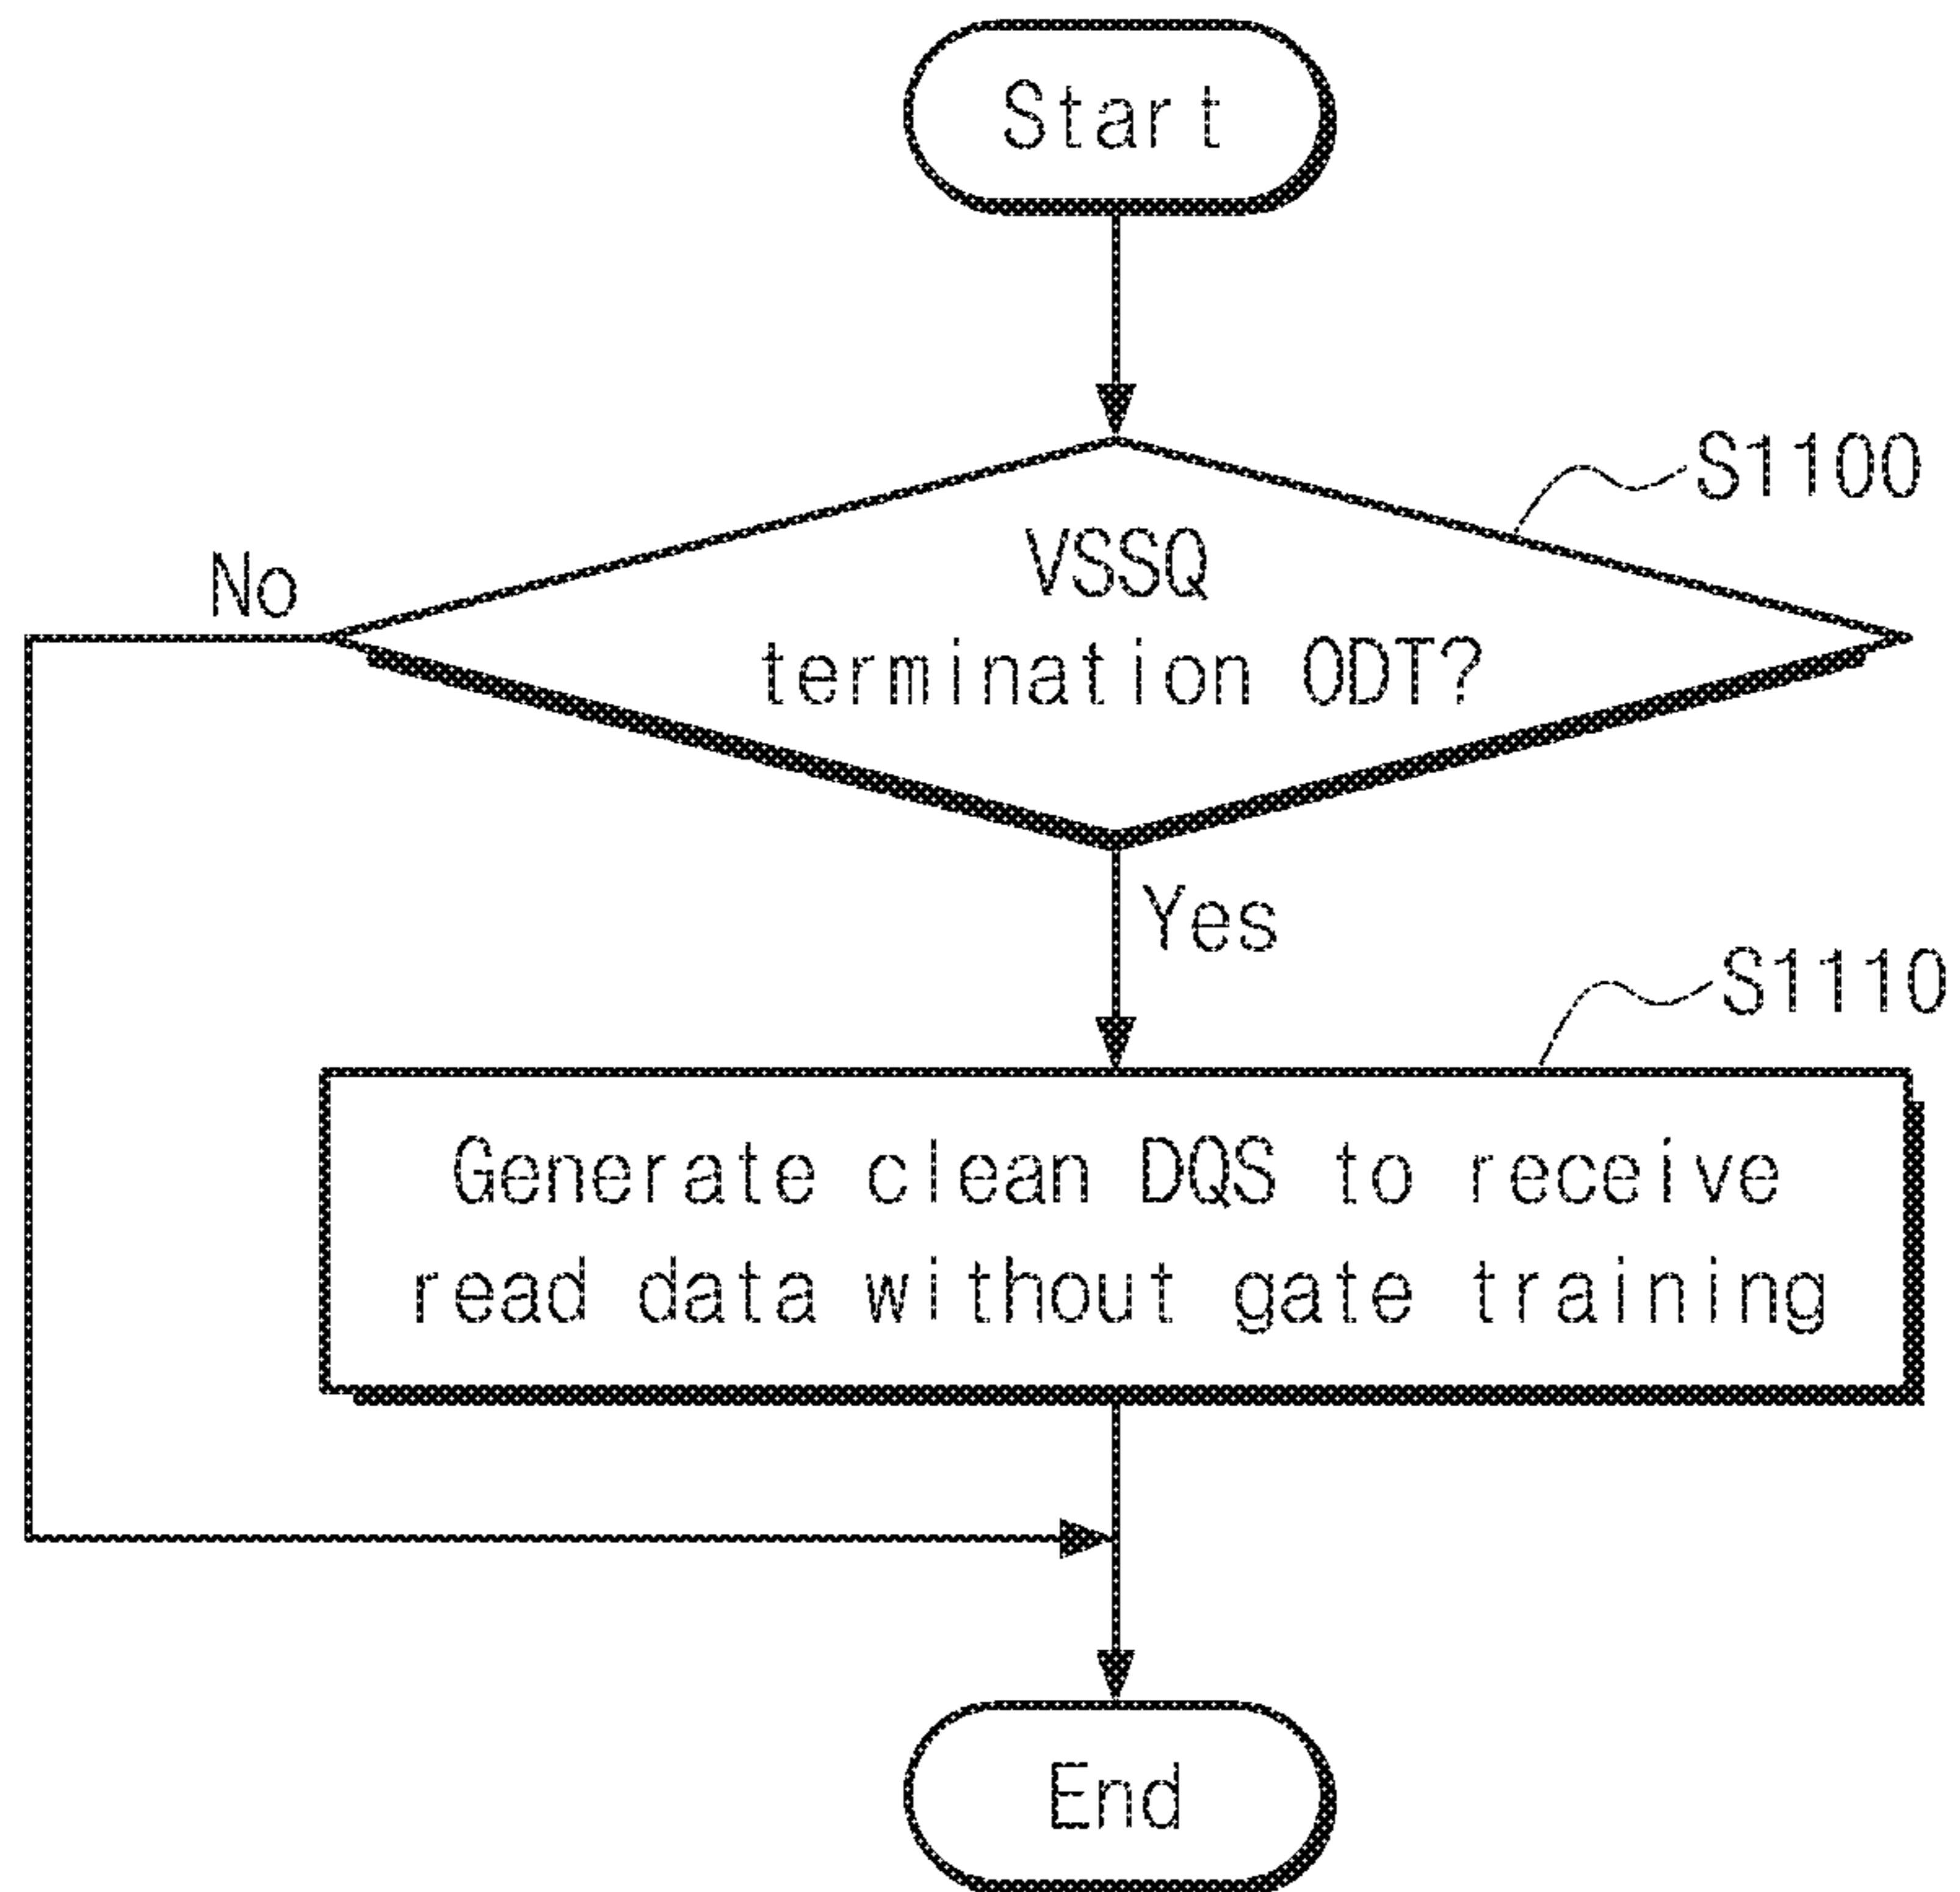 Start
S1100
VSSQ
termination ODT?
No
Yes
S1110
Generate clean DQS to receive
read data without gate training
End